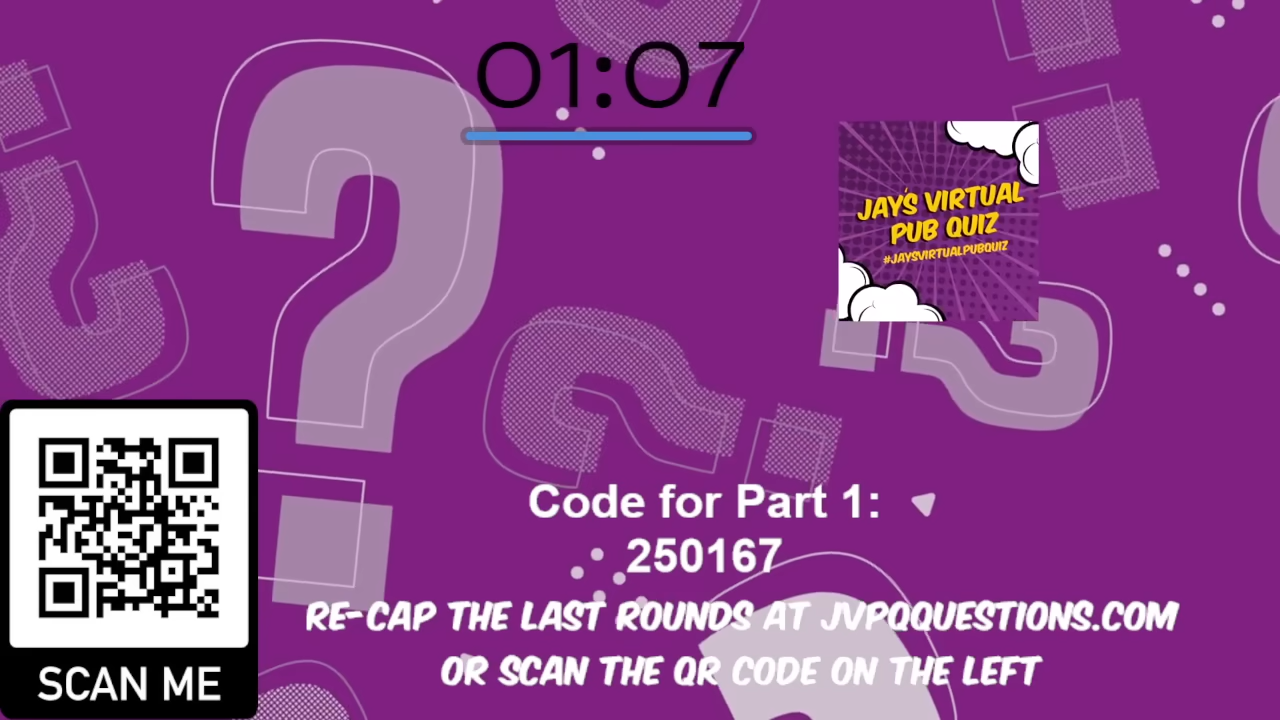 01:07
JAY'S VIRTUAL
PUB QUIZ
#JAYSVIRTUALPUBQUIZ
Code for Part 1:
250167
RE-CAP THE LAST ROUNDS AT JVPQQUESTIONS.COM
OR SCAN THE QR CODE ON THE LEFT
SCAN ME